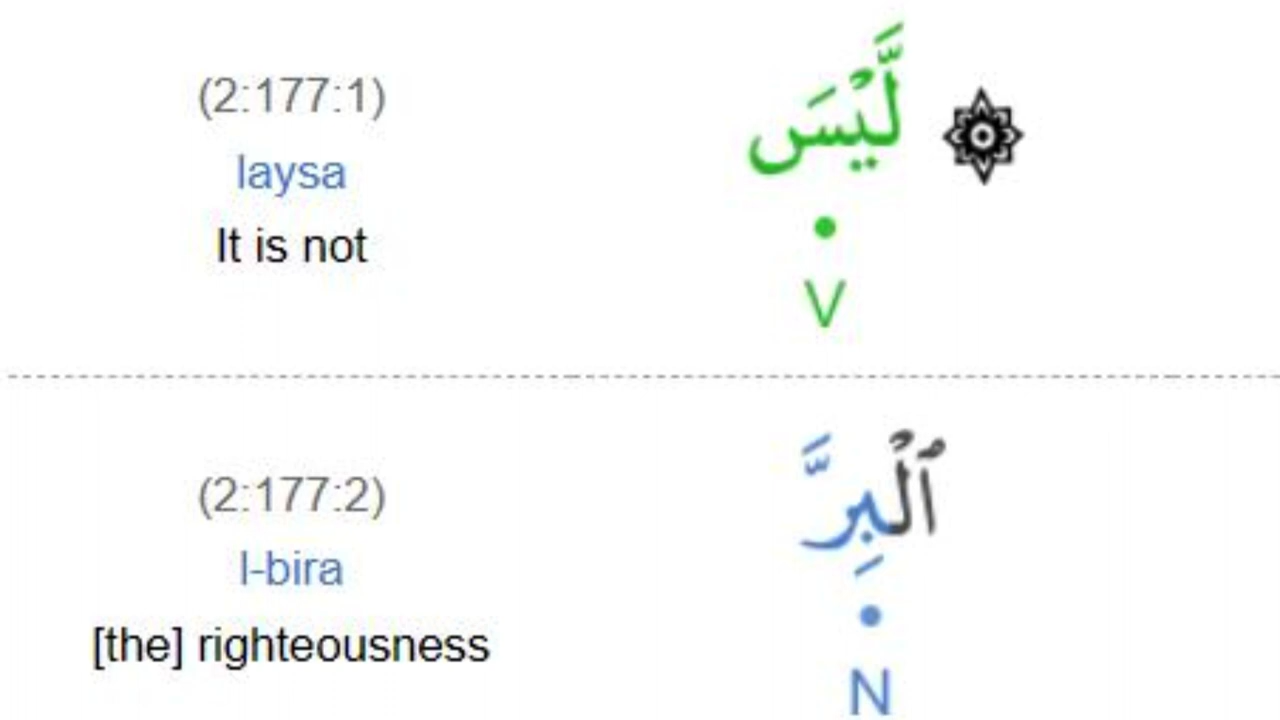 (2:177:1)
laysa
It is not
۞ لَّيْسَ
V
(2:177:2)
l-bira
[the] righteousness
ٱلْبِرَّ
N